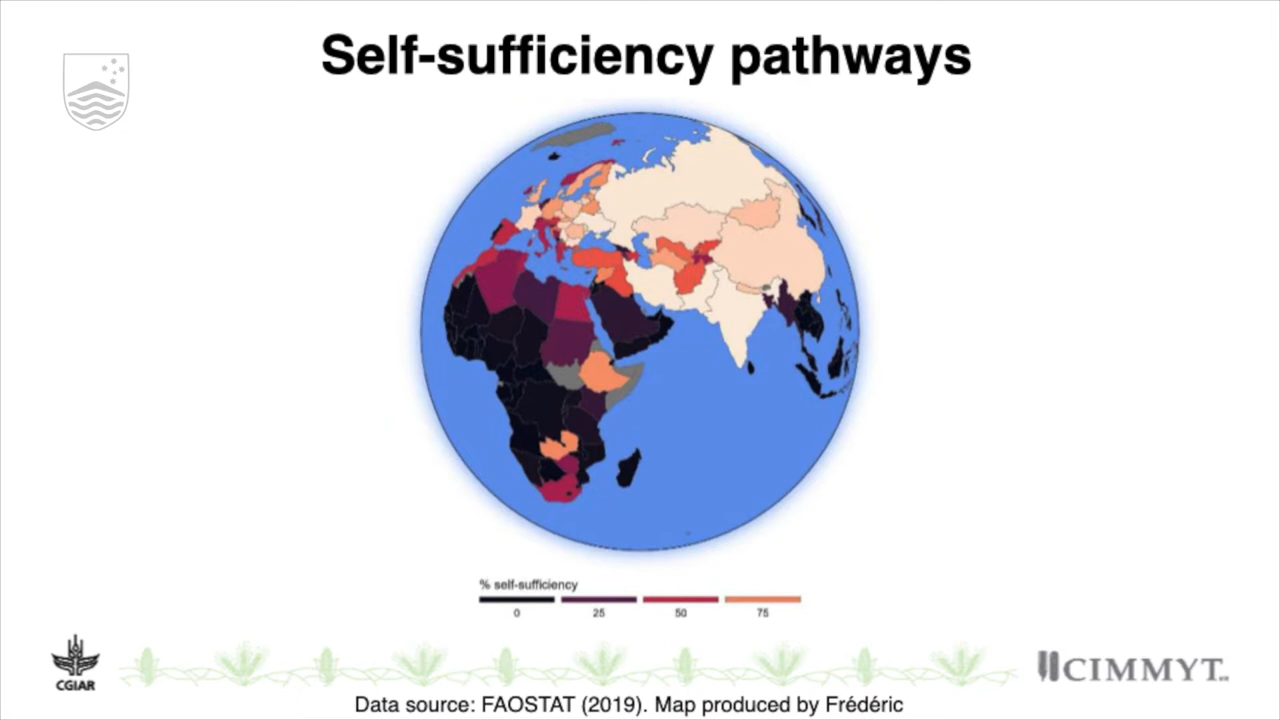 Self-sufficiency pathways
% self-sufficiency
0 25 50 75
CGIAR
CIMMYT
Data source: FAOSTAT (2019). Map produced by Frédéric